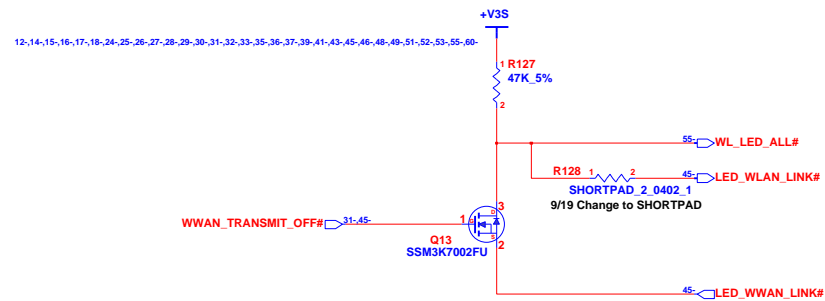 +V3S
12-,14-,15-,16-,17-,18-,24-,25-,26-,27-,28-,29-,30-,31-,32-,33-,35-,36-,37-,39-,41-,43-,45-,46-,48-,49-,51-,52-,53-,55-,60-
1 R127
47K_5%
2
55- WL_LED_ALL#
R128 1 2 45- LED_WLAN_LINK#
SHORTPAD_2_0402_1
9/19 Change to SHORTPAD
3
D
WWAN_TRANSMIT_OFF# 31-,45- 1 G
S
Q13 2
SSM3K7002FU
45- LED_WWAN_LINK#